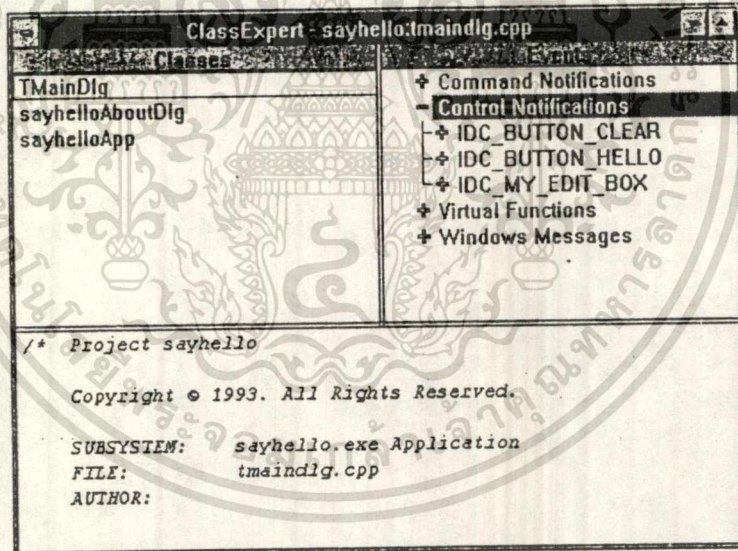 ClassExpert - sayhello:tmaindlg.cpp
Classes
Events
TMainDlg
sayhelloAboutDlg
sayhelloApp
+ Command Notifications
- Control Notifications
+ IDC_BUTTON_CLEAR
+ IDC_BUTTON_HELLO
+ IDC_MY_EDIT_BOX
+ Virtual Functions
+ Windows Messages
/* Project sayhello
Copyright © 1993. All Rights Reserved.
SUBSYSTEM: sayhello.exe Application
FILE: tmaindlg.cpp
AUTHOR: